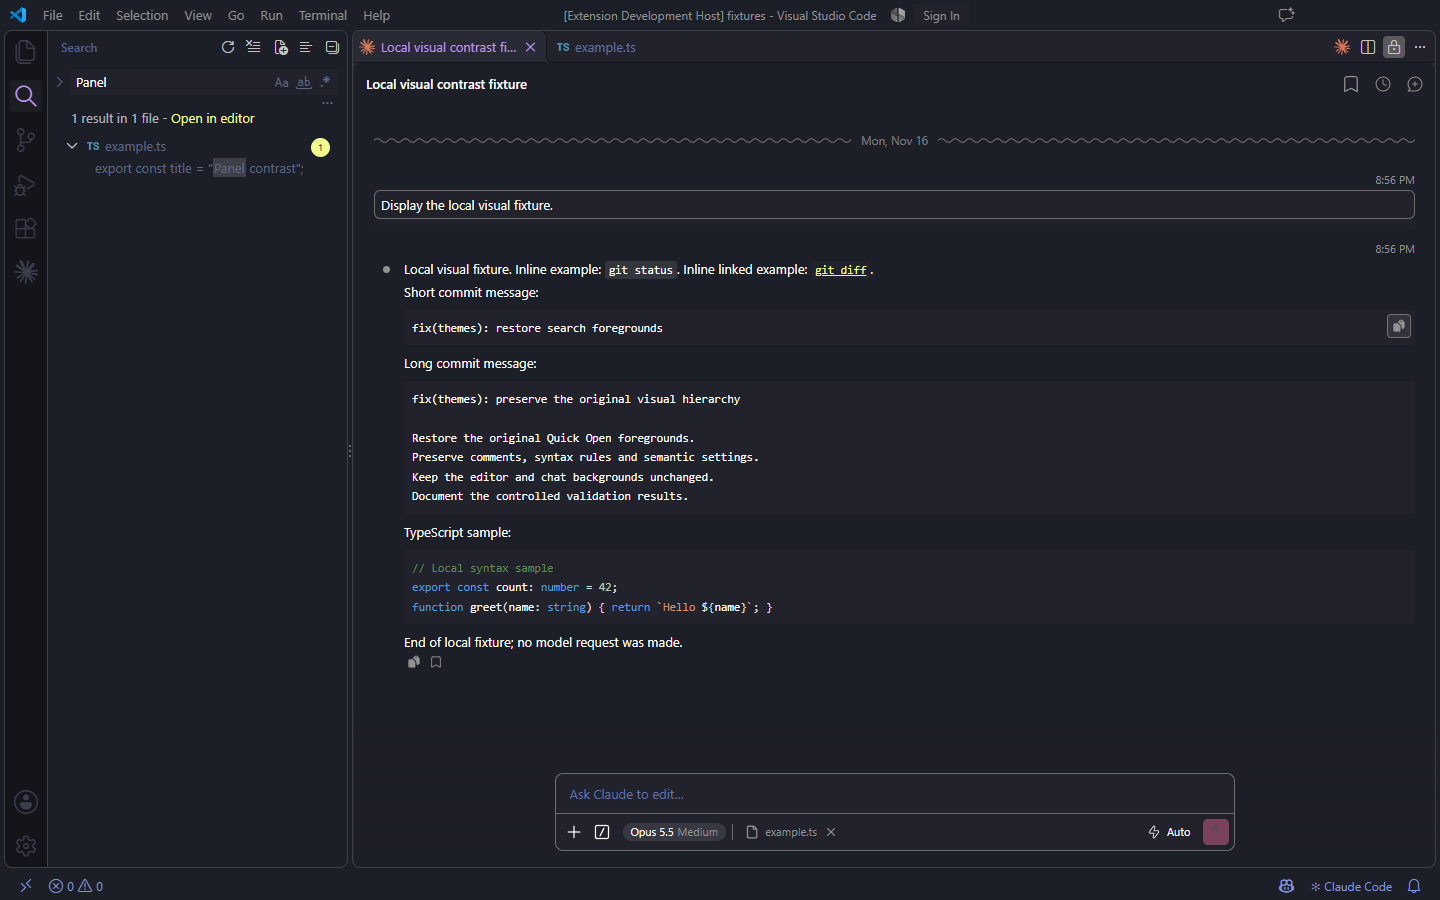 File Edit Selection View Go Run Terminal Help
[Extension Development Host] fixtures - Visual Studio Code
Sign In
Search
Panel
Aa ab .*
1 result in 1 file - Open in editor
TS example.ts 1
export const title = "Panel contrast";
Local visual contrast fi...
TS example.ts
Local visual contrast fixture
Mon, Nov 16
8:56 PM
Display the local visual fixture.
8:56 PM
Local visual fixture. Inline example: git status. Inline linked example: git diff.
Short commit message:
fix(themes): restore search foregrounds
Long commit message:
fix(themes): preserve the original visual hierarchy
Restore the original Quick Open foregrounds.
Preserve comments, syntax rules and semantic settings.
Keep the editor and chat backgrounds unchanged.
Document the controlled validation results.
TypeScript sample:
// Local syntax sample
export const count: number = 42;
function greet(name: string) { return `Hello ${name}`; }
End of local fixture; no model request was made.
Ask Claude to edit...
Opus 5.5 Medium
example.ts
Auto
0 0
Claude Code